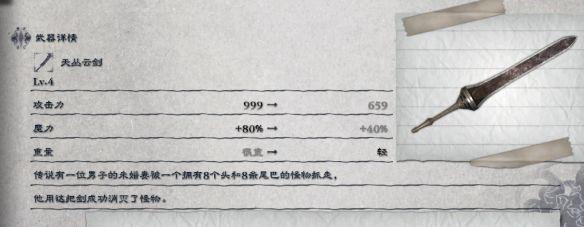 武器详情
天丛云剑
Lv.4
攻击力 999 → 659
魔力 +80% → +40%
重量 很重 → 轻
传说有一位男子的未婚妻被一个拥有8个头和8条尾巴的怪物抓走，
他用这把剑成功消灭了怪物。